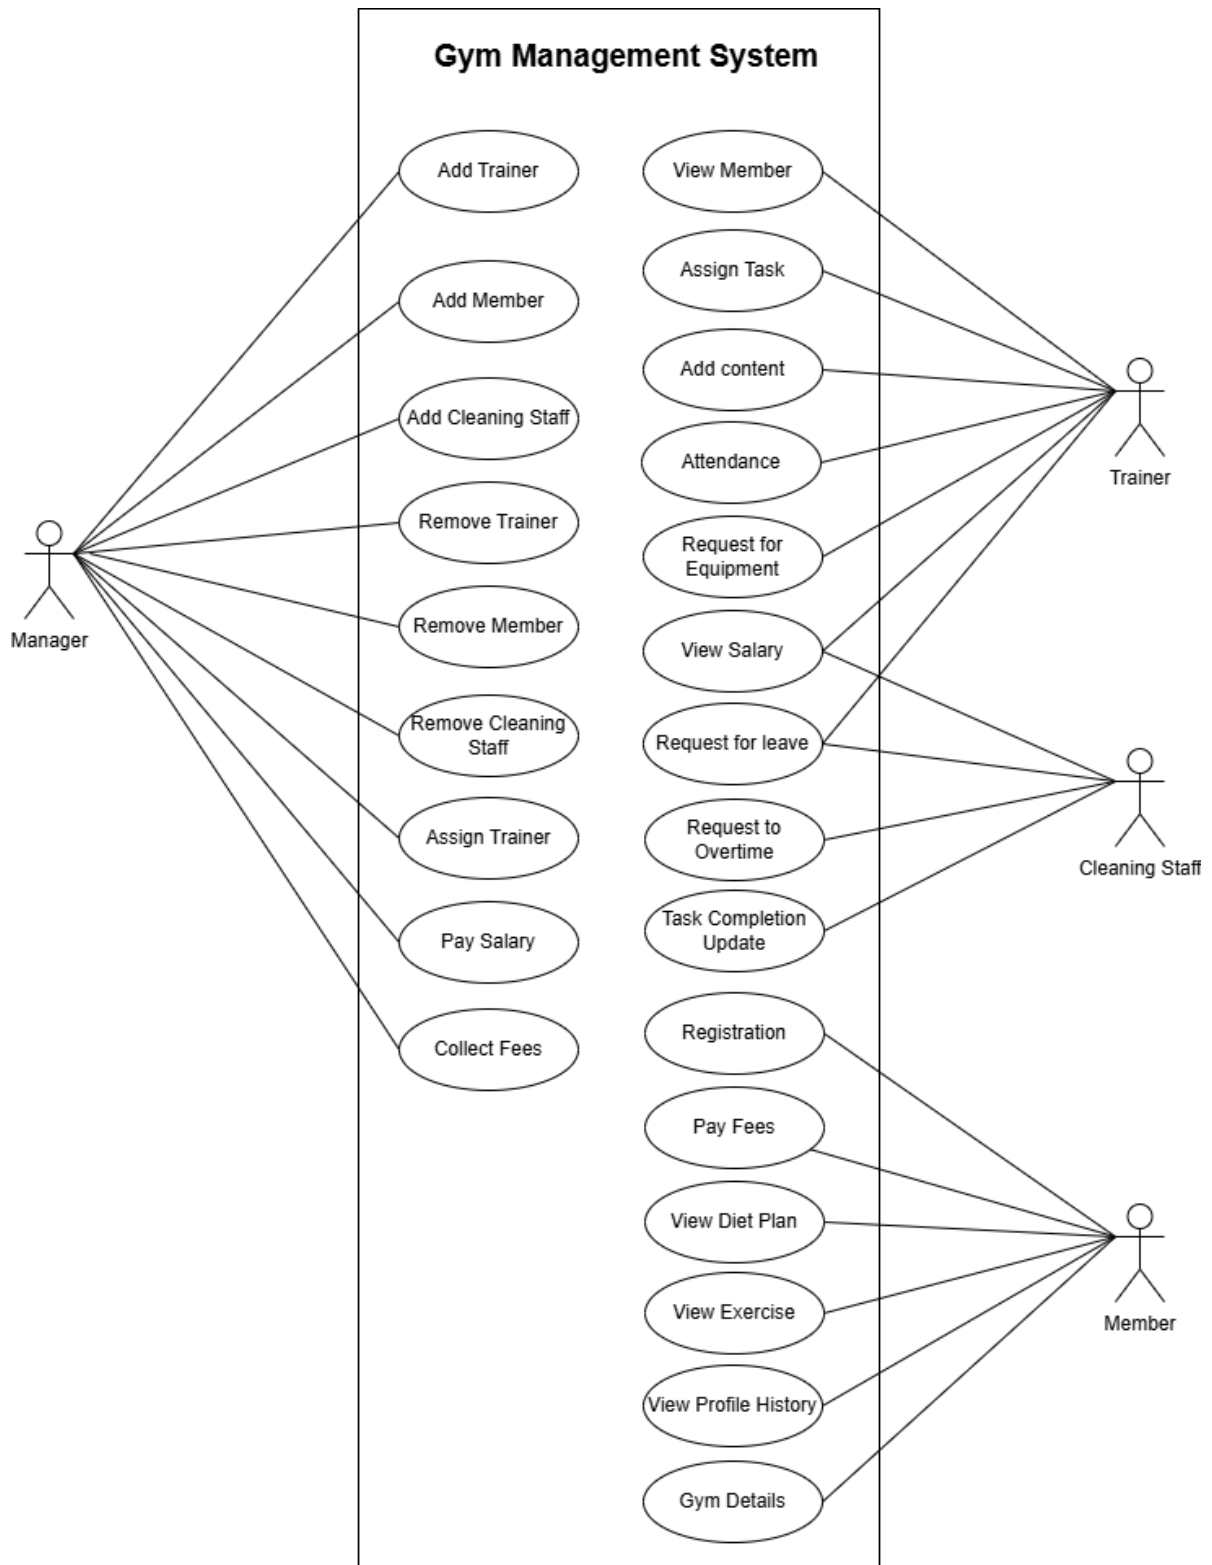 Gym Management System
Add Trainer
Add Member
Add Cleaning Staff
Remove Trainer
Remove Member
Remove Cleaning
Staff
Assign Trainer
Pay Salary
Collect Fees
View Member
Assign Task
Add content
Attendance
Request for
Equipment
View Salary
Request for leave
Request to
Overtime
Task Completion
Update
Registration
Pay Fees
View Diet Plan
View Exercise
View Profile History
Gym Details
Manager
Trainer
Cleaning Staff
Member